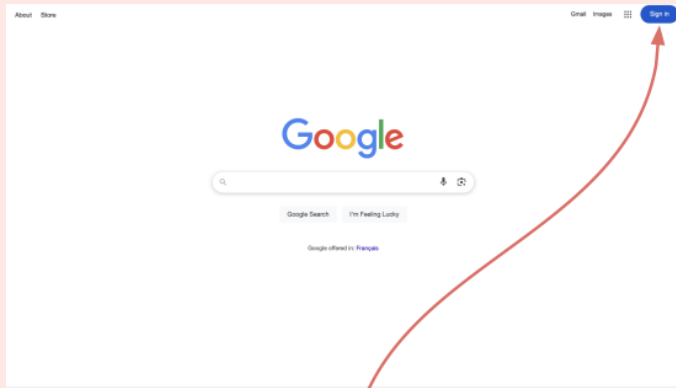 About Store Gmail Images Sign in
Google
Google Search I'm Feeling Lucky
Google offered in: Français